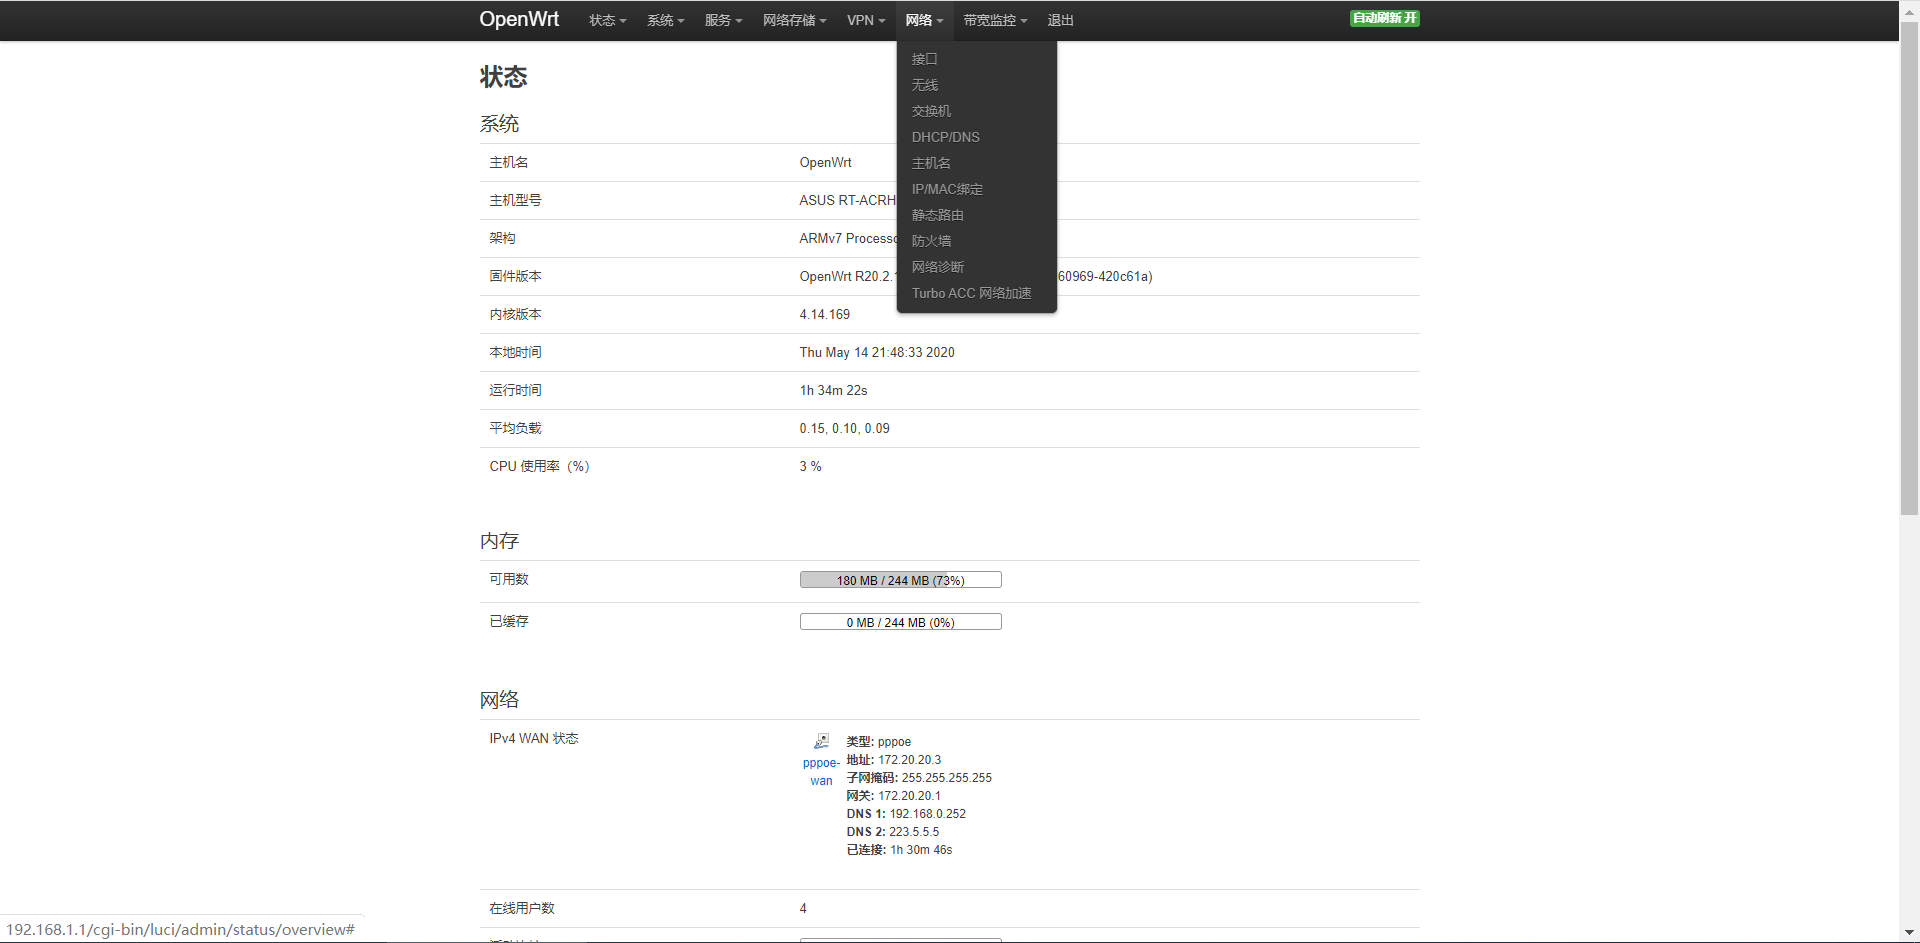 OpenWrt 状态 系统 服务 网络存储 VPN 网络 带宽监控 退出 自动刷新 开
接口
无线
交换机
DHCP/DNS
主机名
IP/MAC绑定
静态路由
防火墙
网络诊断
Turbo ACC 网络加速
状态
系统
主机名 OpenWrt
主机型号 ASUS RT-ACRH
架构 ARMv7
固件版本 OpenWrt R20.2. 60969-420c61a)
内核版本 4.14.169
本地时间 Thu May 14 21:48:33 2020
运行时间 1h 34m 22s
平均负载 0.15, 0.10, 0.09
CPU 使用率（%） 3 %
内存
可用数 180 MB / 244 MB (73%)
已缓存 0 MB / 244 MB (0%)
网络
IPv4 WAN 状态
pppoe-
wan
类型: pppoe
地址: 172.20.20.3
子网掩码: 255.255.255.255
网关: 172.20.20.1
DNS 1: 192.168.0.252
DNS 2: 223.5.5.5
已连接: 1h 30m 46s
在线用户数 4
192.168.1.1/cgi-bin/luci/admin/status/overview#